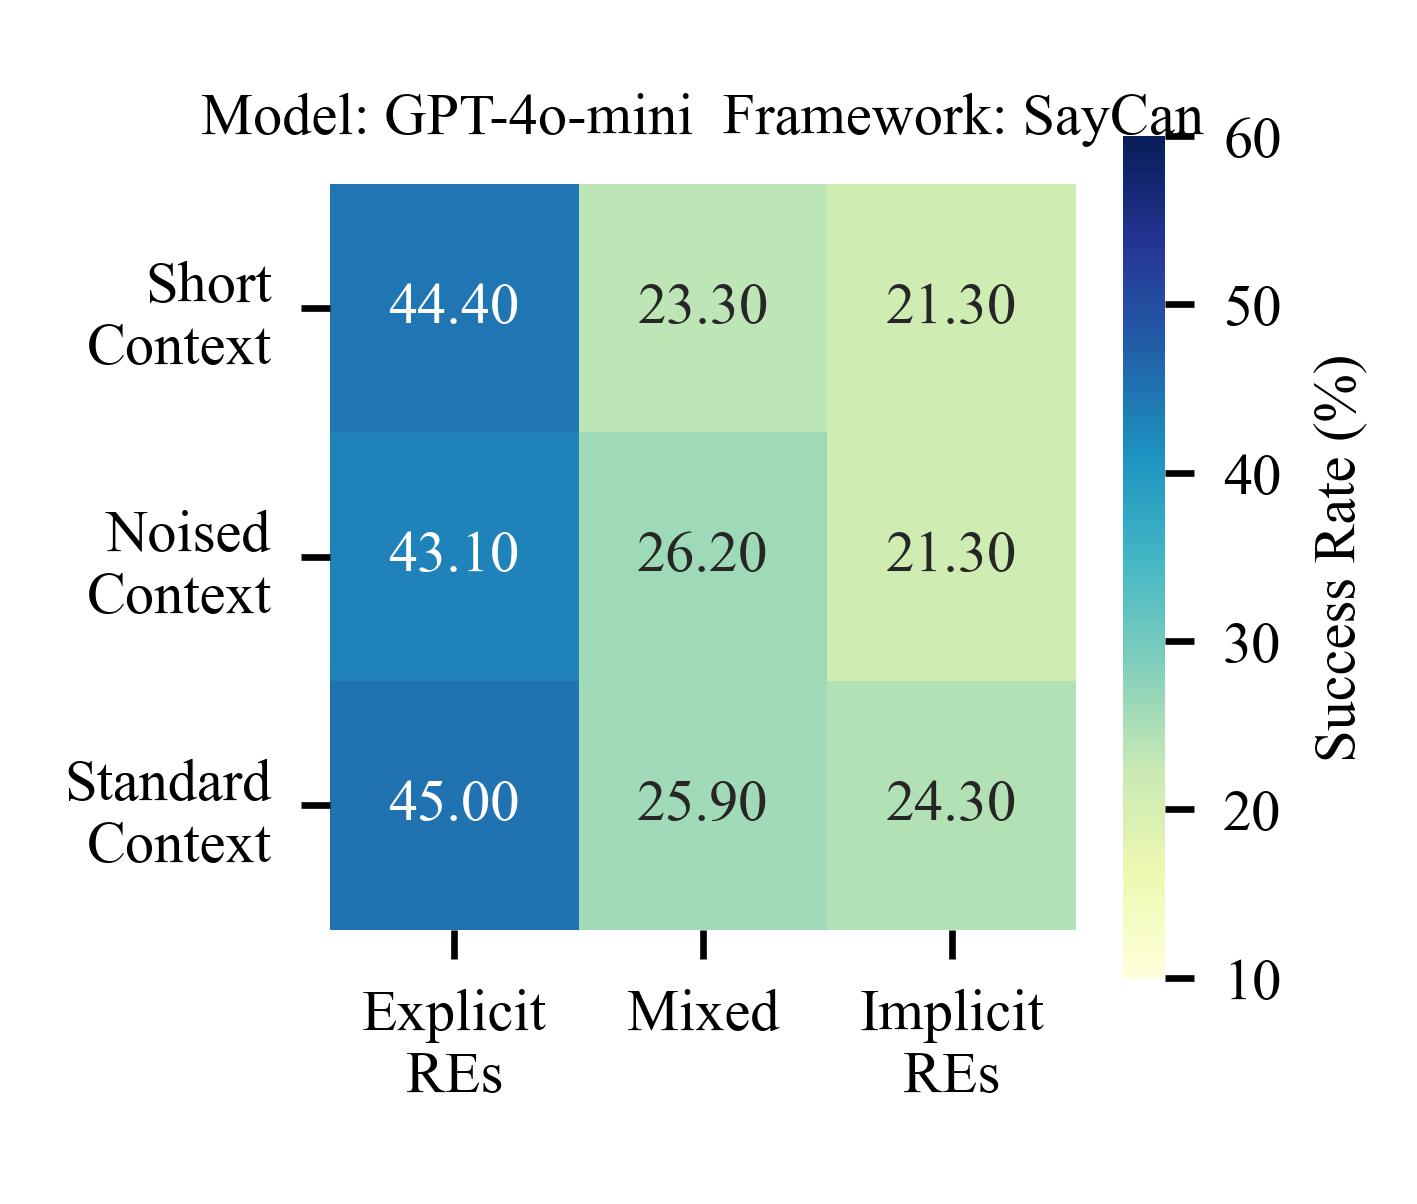 Model: GPT-4o-mini  Framework: SayCan
Short
Context
44.40 23.30 21.30
Noised
Context
43.10 26.20 21.30
Standard
Context
45.00 25.90 24.30
Explicit
REs
Mixed
Implicit
REs
60
50
40
30
20
10
Success Rate (%)